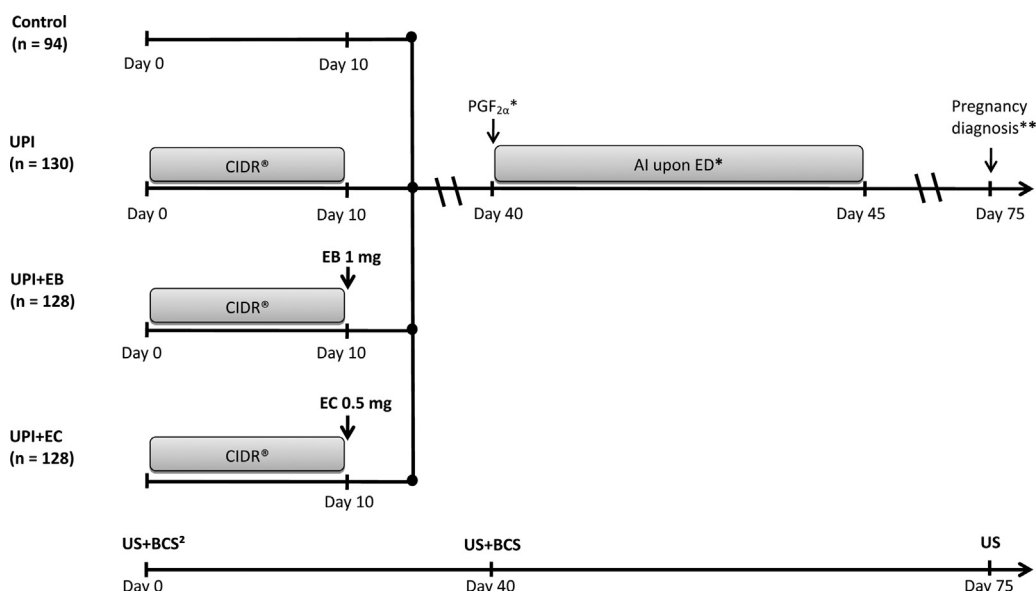 Control
(n = 94)
Day 0
Day 10
PGF₂α*
Pregnancy
diagnosis**
UPI
(n = 130)
CIDR®
AI upon ED*
Day 0
Day 10
Day 40
Day 45
Day 75
EB 1 mg
UPI+EB
(n = 128)
CIDR®
Day 0
Day 10
EC 0.5 mg
UPI+EC
(n = 128)
CIDR®
Day 10
US+BCS²
US+BCS
US
Day 0
Day 40
Day 75